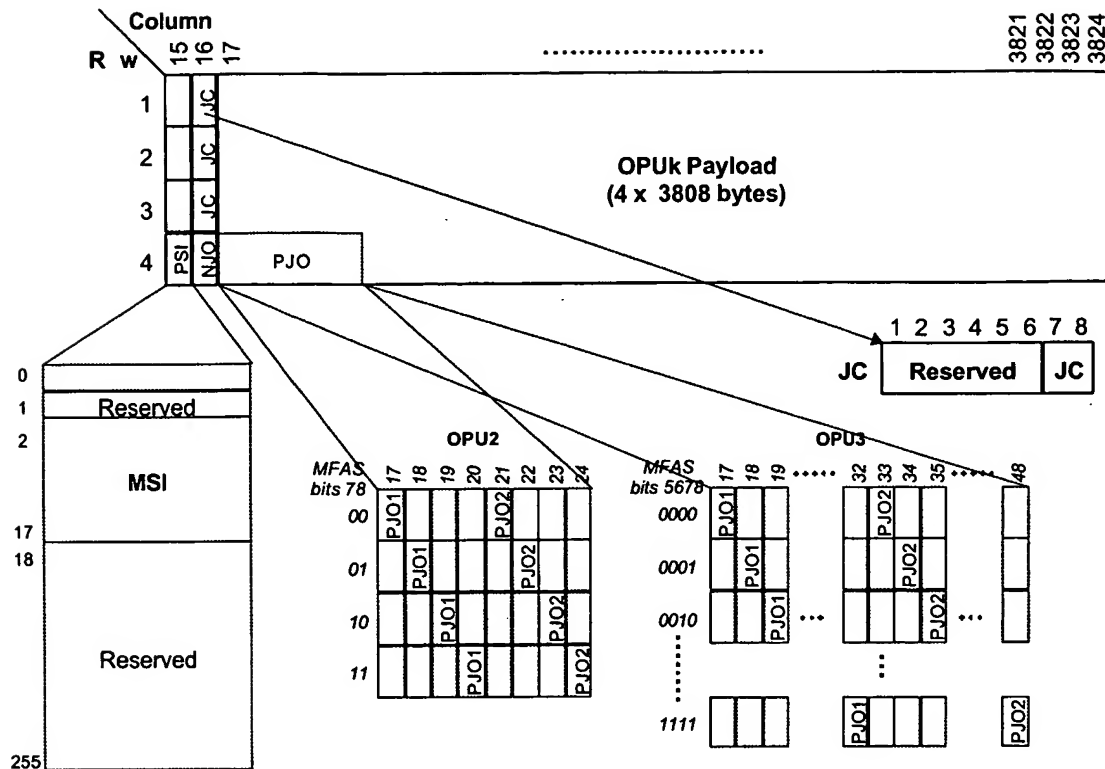 Column
R w
15 16 17
3821 3822 3823 3824
1
/JC
2
JC
3
JC
4
PSI
NJO
PJO
OPUk Payload
(4 x 3808 bytes)
1 2 3 4 5 6 7 8
JC
Reserved
JC
0
1
Reserved
2
MSI
17
18
Reserved
255
OPU2
MFAS
bits 78
17 18 19 20 21 22 23 24
00
PJO1
PJO2
01
PJO1
PJO2
10
PJO1
PJO2
11
PJO1
PJO2
OPU3
MFAS
bits 5678
17 18 19 32 33 34 35 48
0000
PJO1
PJO2
0001
PJO1
PJO2
0010
PJO1
PJO2
1111
PJO1
PJO2